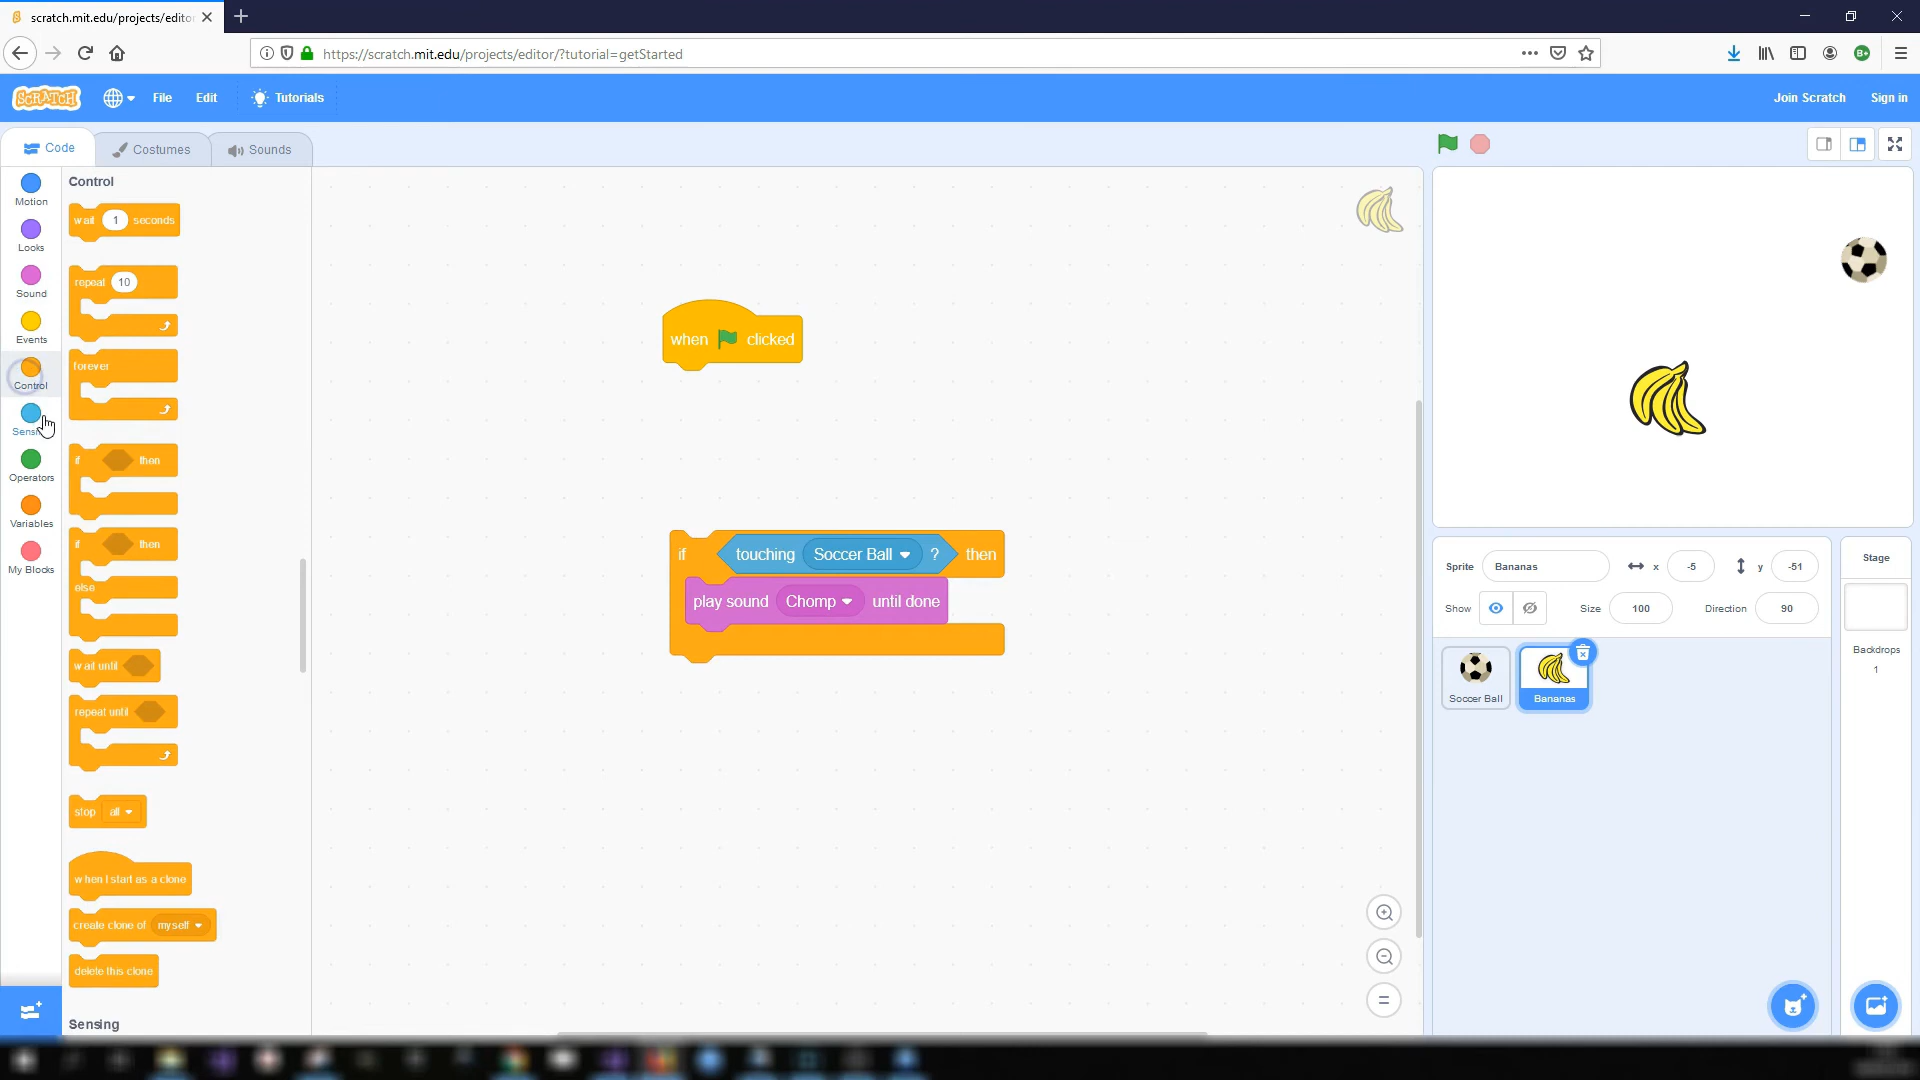 scratch.mit.edu/projects/edito
https://scratch.mit.edu/projects/editor/?tutorial=getStarted
B+
SCRATCH
File
Edit
Tutorials
Join Scratch
Sign in
Code
Costumes
Sounds
Motion
Looks
Sound
Events
Control
Sens
Operators
Variables
My Blocks
Control
wait 1 seconds
repeat 10
forever
if then
if then
else
wait until
repeat until
stop all
when I start as a clone
create clone of myself
delete this clone
Sensing
when clicked
if touching Soccer Ball ? then
play sound Chomp until done
Sprite Bananas x -5 y -51
Show Size 100 Direction 90
Soccer Ball
Bananas
Stage
Backdrops
1